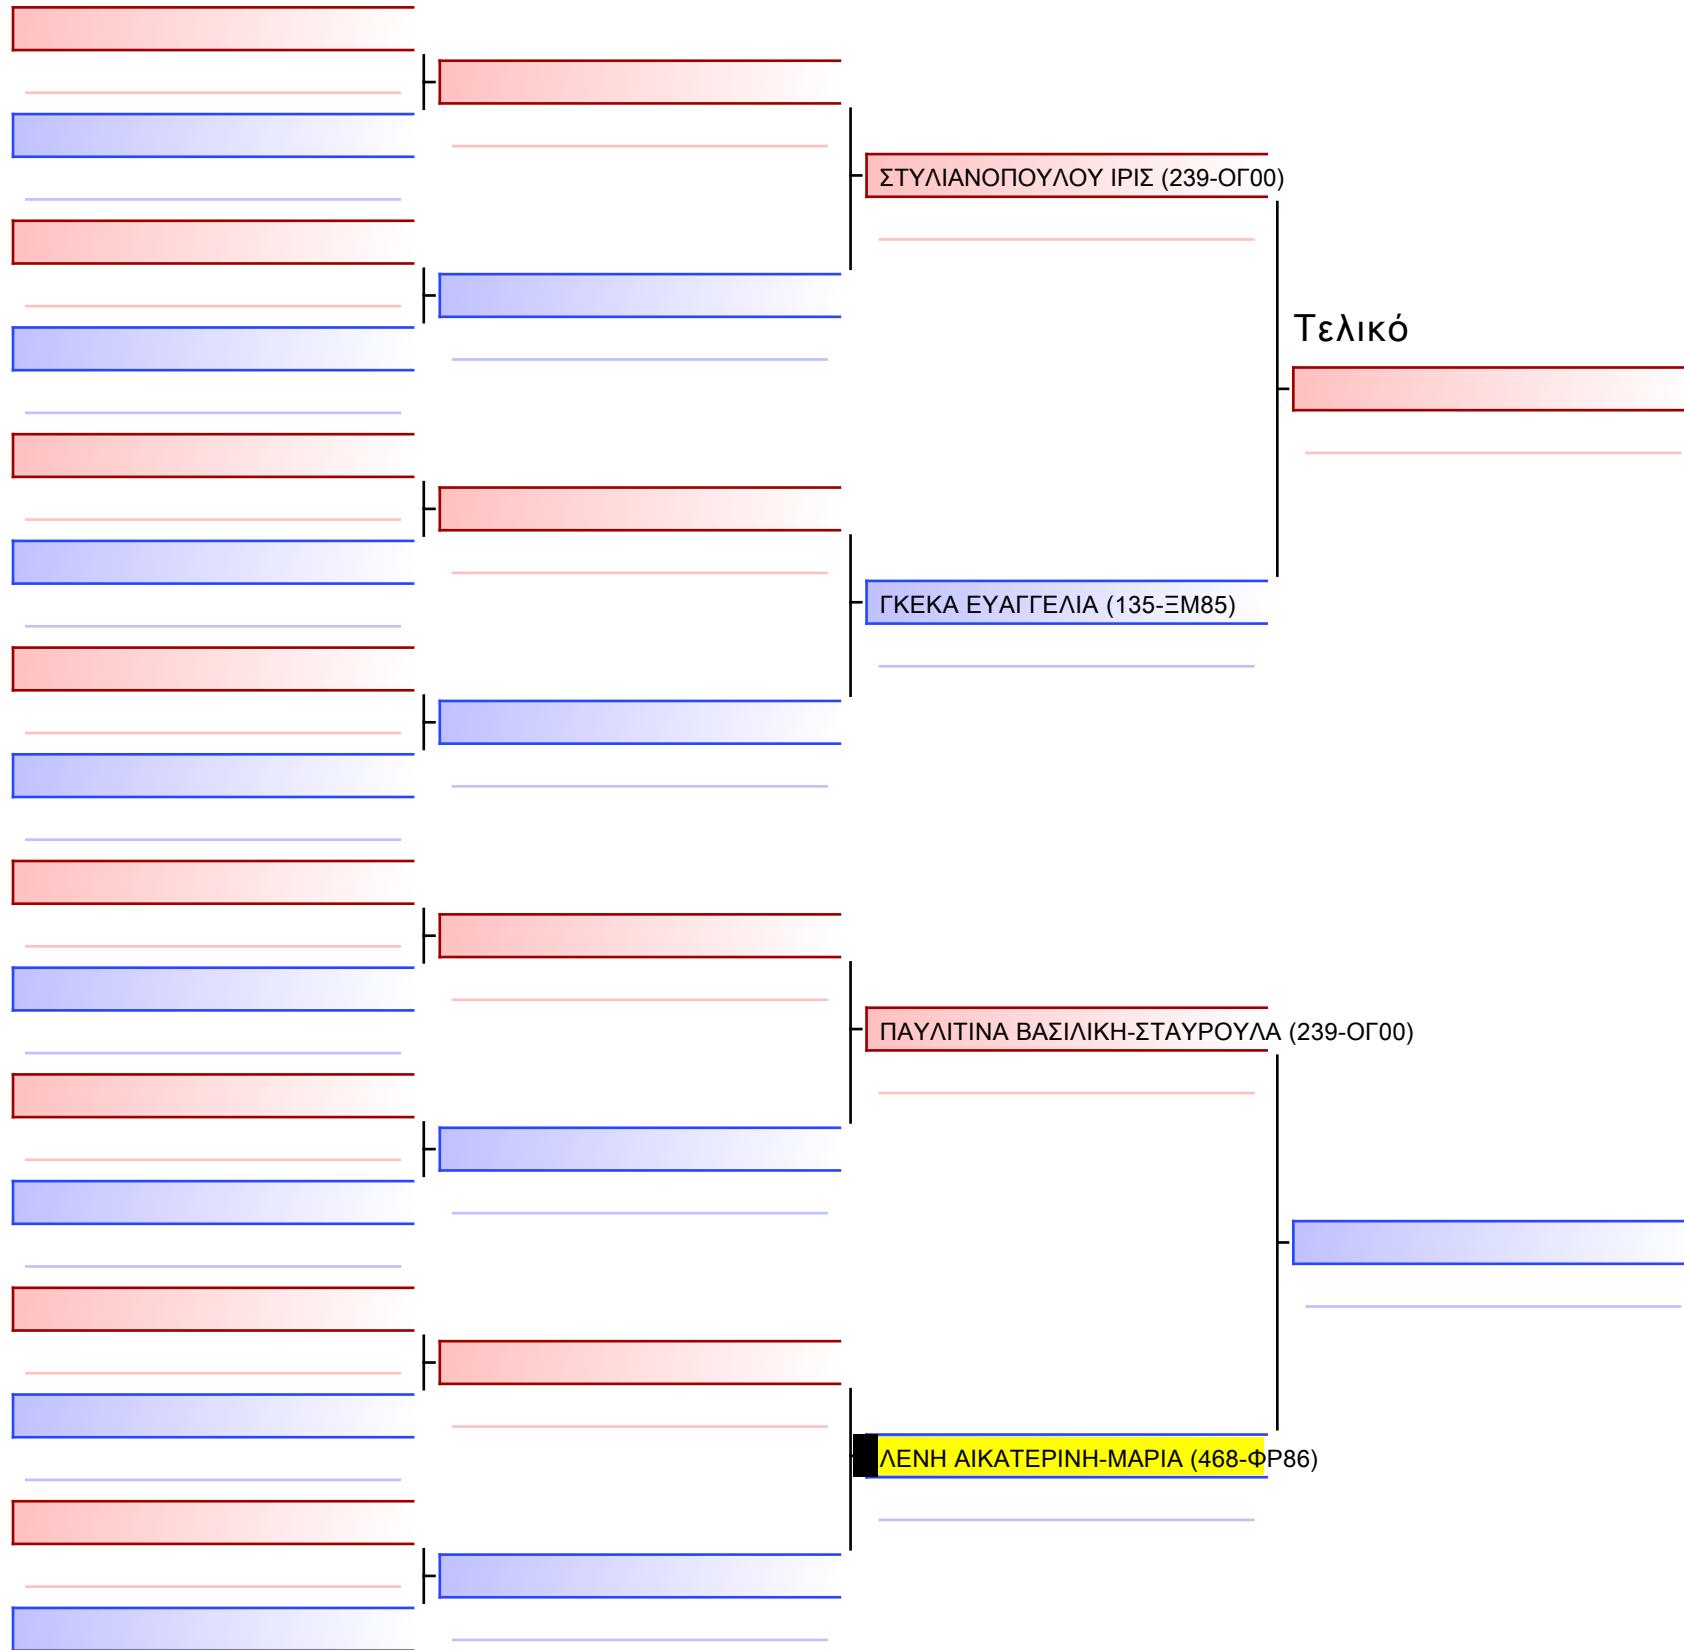 ΣΤΥΛΙΑΝΟΠΟΥΛΟΥ ΙΡΙΣ (239-ΟΓ00)
Τελικό
ΓΚΕΚΑ ΕΥΑΓΓΕΛΙΑ (135-ΞΜ85)
ΠΑΥΛΙΤΙΝΑ ΒΑΣΙΛΙΚΗ-ΣΤΑΥΡΟΥΛΑ (239-ΟΓ00)
ΛΕΝΗ ΑΙΚΑΤΕΡΙΝΗ-ΜΑΡΙΑ (468-ΦΡ86)